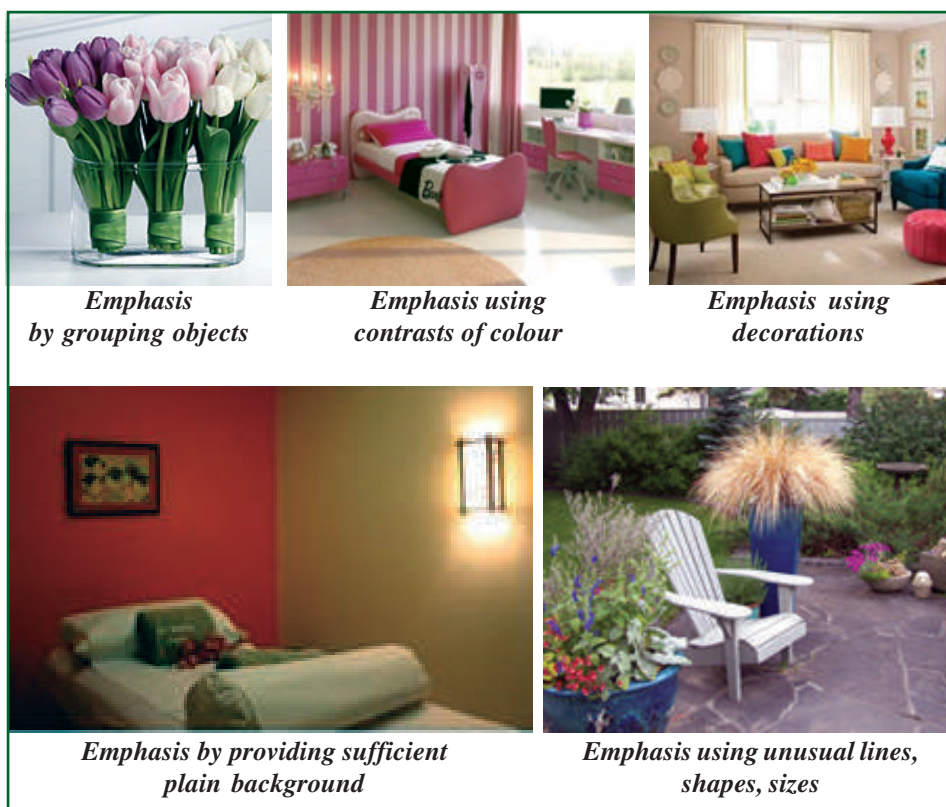 Emphasis
by grouping objects
Emphasis using
contrasts of colour
Emphasis using
decorations
Emphasis by providing sufficient
plain background
Emphasis using unusual lines,
shapes, sizes